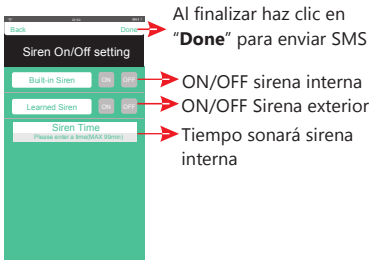 Back Done
Al finalizar haz clic en
“Done” para enviar SMS
Siren On/Off setting
Built-in Siren ON OFF
ON/OFF sirena interna
Learned Siren ON OFF
ON/OFF Sirena exterior
Siren Time
Please enter a time(MAX 99min)
Tiempo sonará sirena
interna